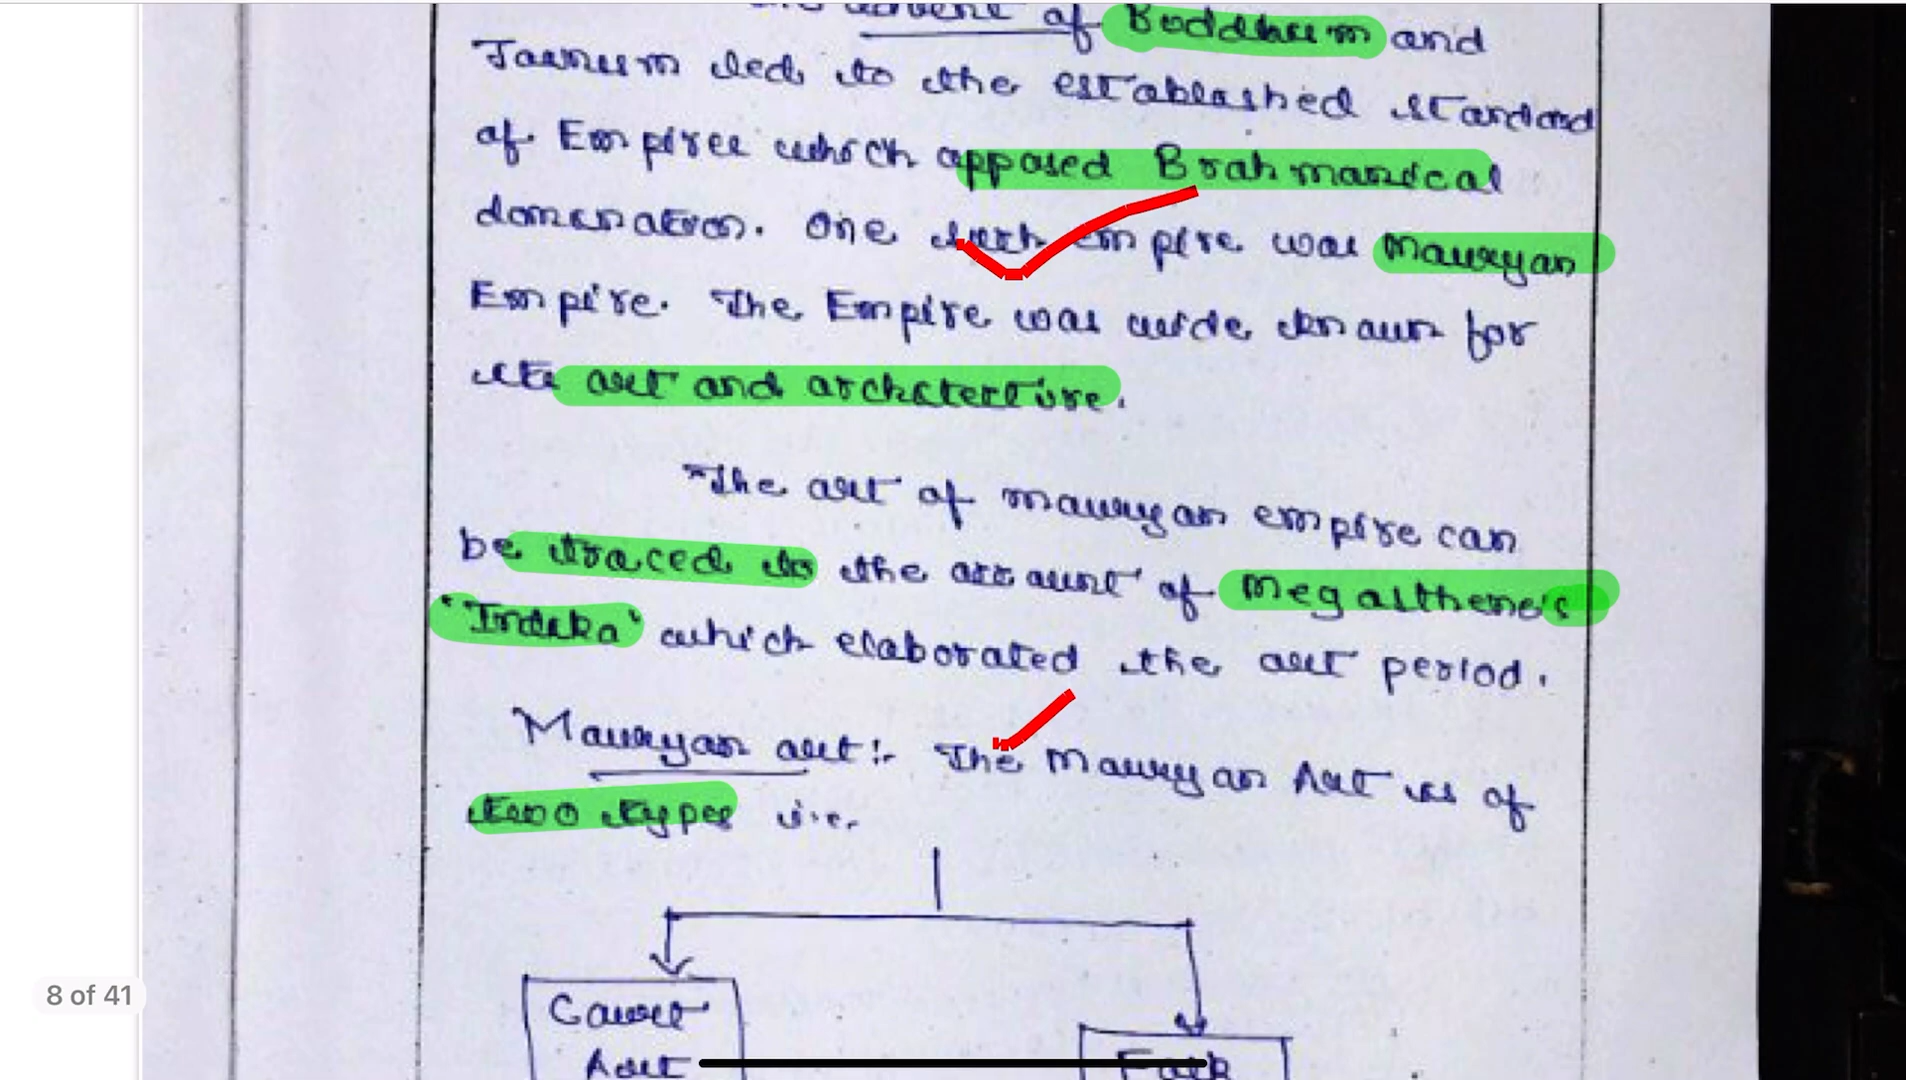 of Buddhism and
Jainism led to the established standard
of Empires which opposed Brahmanical
domination. One such empire was Mauryan
Empire. The Empire was wide known for
its art and archetecture.
The art of mauryan empire can
be traced to the account of Megasthene's
"Indika" which elaborated the art period.
Mauryan art:- The Mauryan Art is of
two types i.e.
Court
Art
Folk
8 of 41